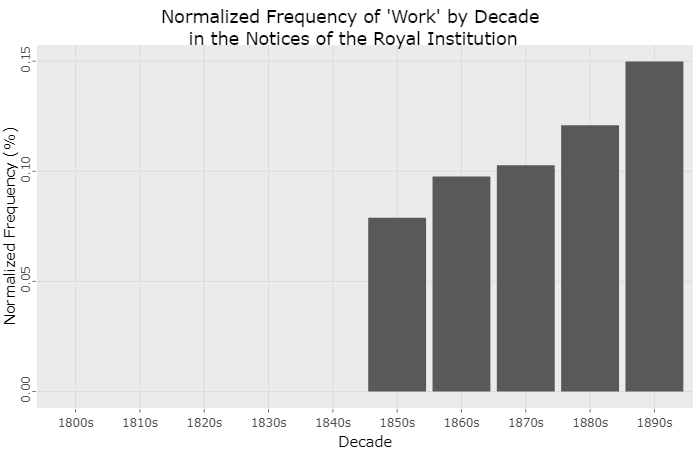 Normalized Frequency of 'Work' by Decade
in the Notices of the Royal Institution
Normalized Frequency (%)
0.15
0.10
0.05
0.00
1800s 1810s 1820s 1830s 1840s 1850s 1860s 1870s 1880s 1890s
Decade